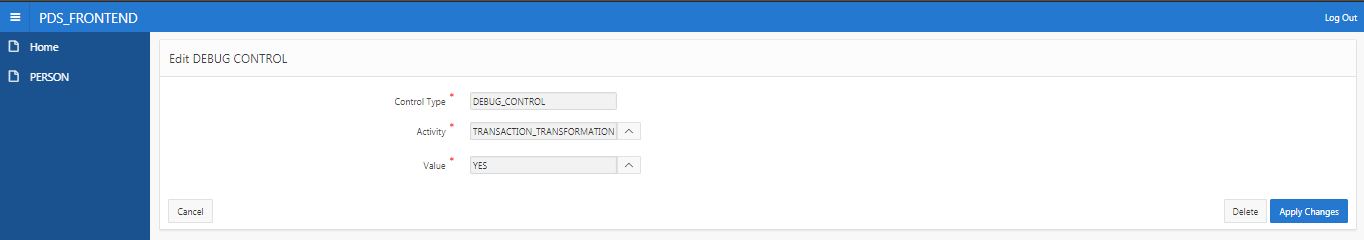 PDS_FRONTEND
Log Out
Home
PERSON
Edit DEBUG CONTROL
Control Type *
DEBUG_CONTROL
Activity *
TRANSACTION_TRANSFORMATION
Value *
YES
Cancel
Delete
Apply Changes